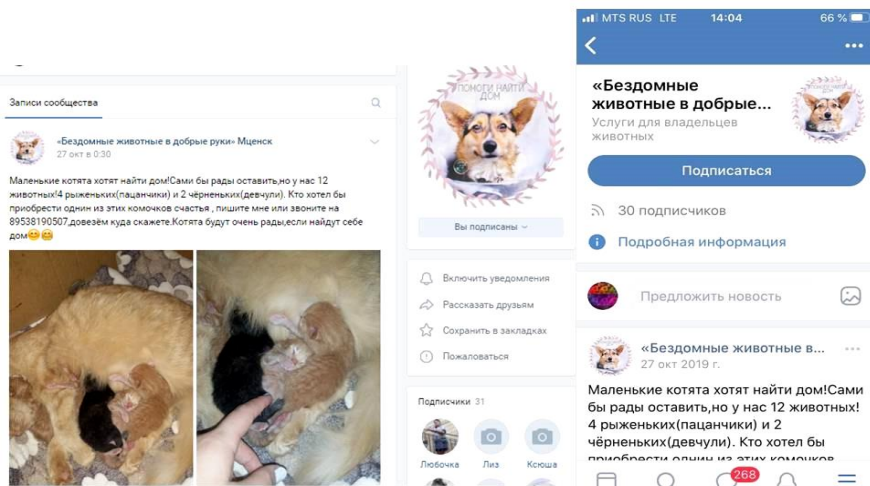 Записи сообщества
«Бездомные животные в добрые руки» Мценск
27 окт в 0:30
Маленькие котята хотят найти дом!Сами бы рады оставить,но у нас 12
животных!4 рыженьких(пацанчики) и 2 чёрненьких(девчули). Кто хотел бы
приобрести однин из этих комочков счастья , пишите мне или звоните на
89538190507,довезём куда скажете.Котята будут очень рады,если найдут себе
дом😊😊
ПОМОГИ НАЙТИ
ДОМ
Вы подписаны
Включить уведомления
Рассказать друзьям
Сохранить в закладках
Пожаловаться
Подписчики 31
Любочка
Лиз
Ксюша
MTS RUS LTE 14:04 66 %
«Бездомные
животные в добрые...
Услуги для владельцев
животных
Подписаться
30 подписчиков
Подробная информация
Предложить новость
«Бездомные животные в...
27 окт 2019 г.
Маленькие котята хотят найти дом!Сами
бы рады оставить,но у нас 12 животных!
4 рыженьких(пацанчики) и 2
чёрненьких(девчули). Кто хотел бы
приобрести однин из этих комочков
268